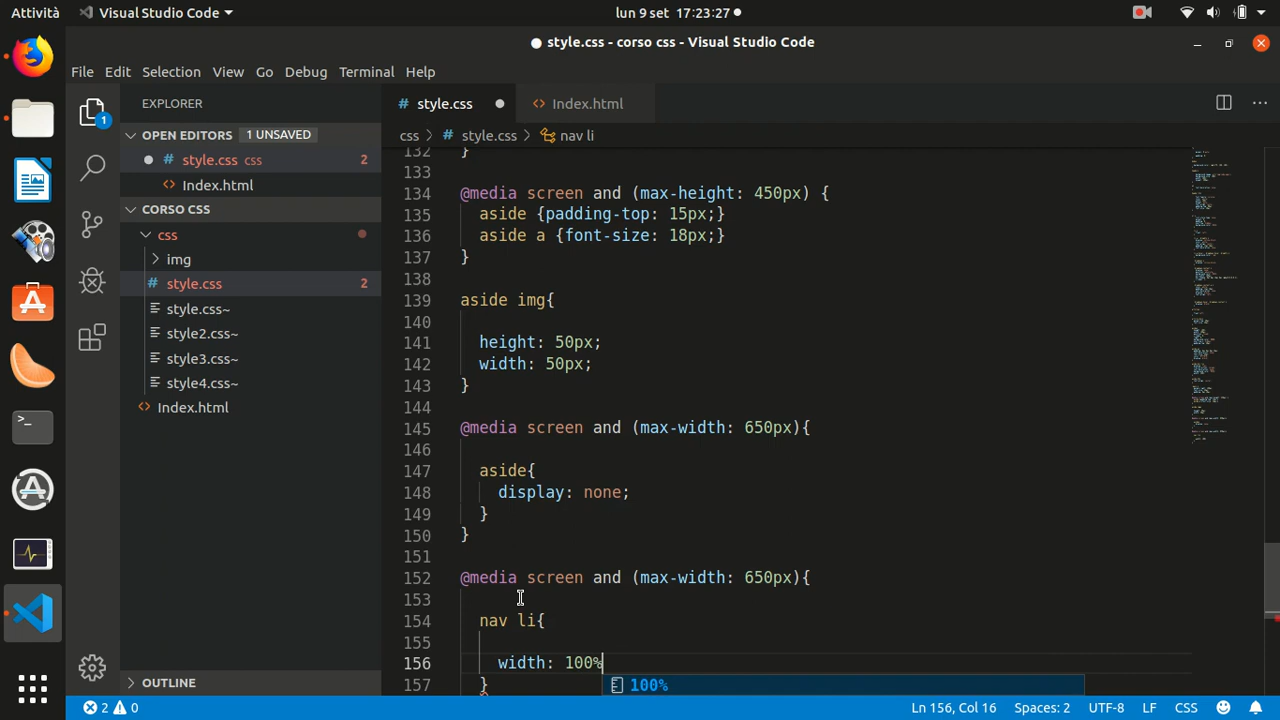 Attività
Visual Studio Code
lun 9 set 17:23:27
style.css - corso css - Visual Studio Code
File Edit Selection View Go Debug Terminal Help
EXPLORER
# style.css
<> Index.html
OPEN EDITORS 1 UNSAVED
css > # style.css > nav li
# style.css css 2
<> Index.html
CORSO CSS
css
img
# style.css 2
style.css~
style2.css~
style3.css~
style4.css~
<> Index.html
OUTLINE
1
132 }
133
134 @media screen and (max-height: 450px) {
135 aside {padding-top: 15px;}
136 aside a {font-size: 18px;}
137 }
138
139 aside img{
140
141 height: 50px;
142 width: 50px;
143 }
144
145 @media screen and (max-width: 650px){
146
147 aside{
148 display: none;
149 }
150 }
151
152 @media screen and (max-width: 650px){
153
154 nav li{
155
156 width: 100%
157 }
100%
2 0
Ln 156, Col 16 Spaces: 2 UTF-8 LF CSS